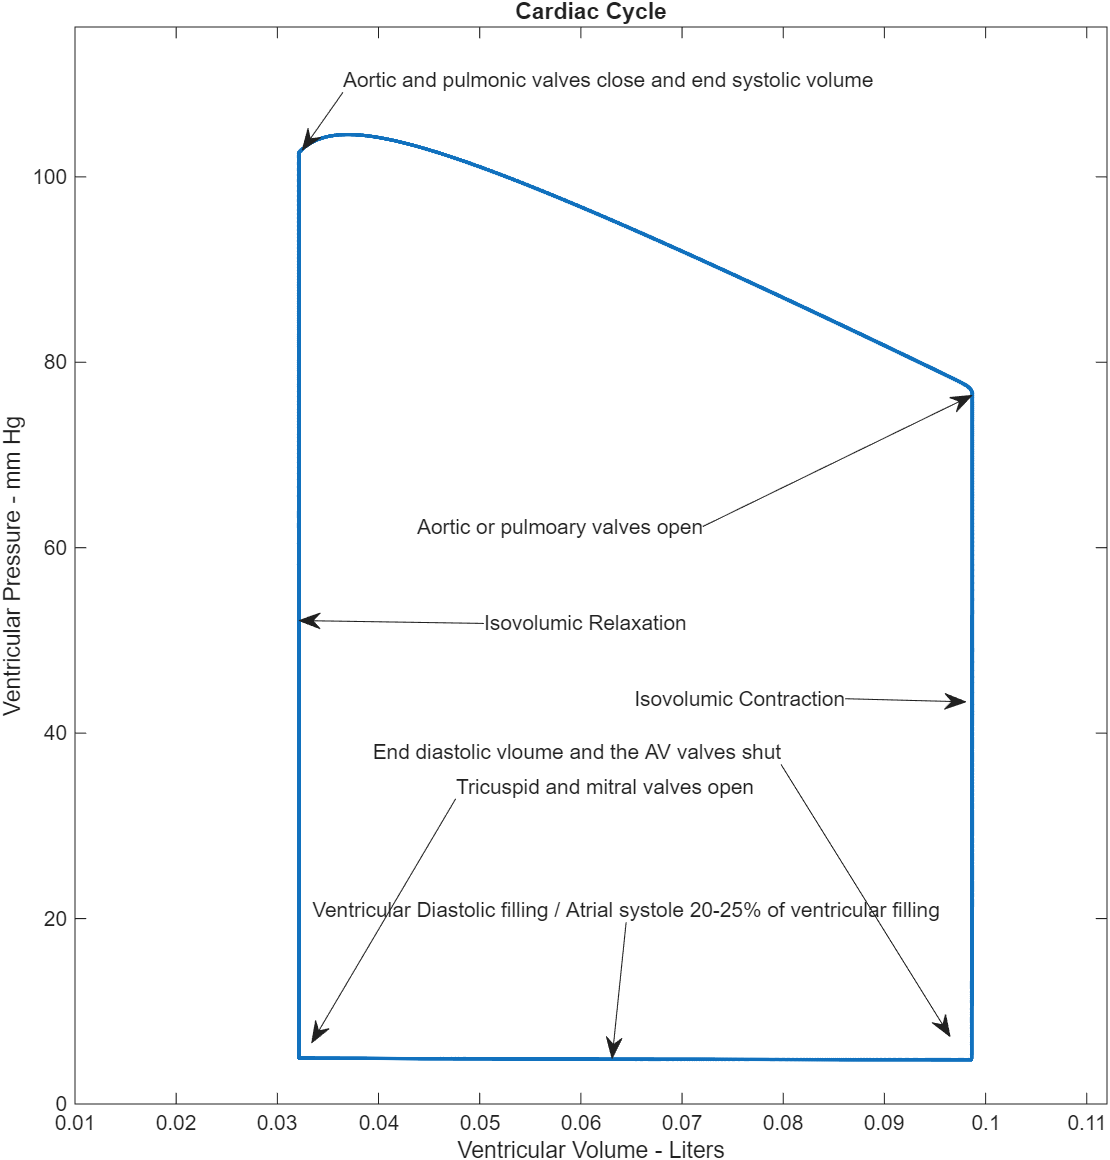 Cardiac Cycle
Aortic and pulmonic valves close and end systolic volume
100
80
Aortic or pulmoary valves open
60
Isovolumic Relaxation
Isovolumic Contraction
40
End diastolic vloume and the AV valves shut
Tricuspid and mitral valves open
20
Ventricular Diastolic filling / Atrial systole 20-25% of ventricular filling
0
Ventricular Pressure - mm Hg
0.01 0.02 0.03 0.04 0.05 0.06 0.07 0.08 0.09 0.1 0.11
Ventricular Volume - Liters